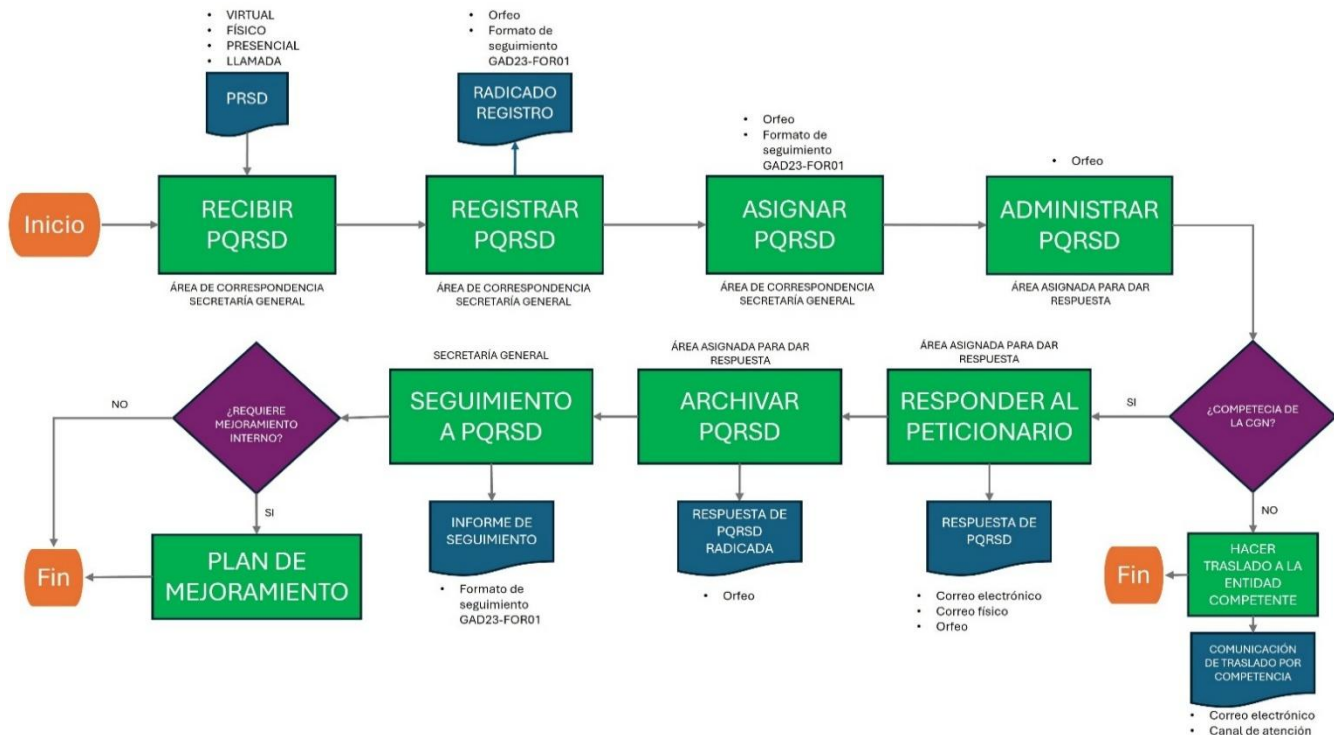 • VIRTUAL
• FÍSICO
• PRESENCIAL
• LLAMADA
PRSD
• Orfeo
• Formato de
seguimiento
GAD23-FOR01
RADICADO
REGISTRO
• Orfeo
• Formato de
seguimiento
GAD23-FOR01
• Orfeo
Inicio
RECIBIR
PQRSD
ÁREA DE CORRESPONDENCIA
SECRETARÍA GENERAL
REGISTRAR
PQRSD
ÁREA DE CORRESPONDENCIA
SECRETARÍA GENERAL
ASIGNAR
PQRSD
ÁREA DE CORRESPONDENCIA
SECRETARÍA GENERAL
ADMINISTRAR
PQRSD
ÁREA ASIGNADA PARA DAR
RESPUESTA
¿COMPETECIA DE
LA CGN?
SI
NO
ÁREA ASIGNADA PARA DAR
RESPUESTA
RESPONDER AL
PETICIONARIO
RESPUESTA DE
PQRSD
• Correo electrónico
• Correo físico
• Orfeo
ÁREA ASIGNADA PARA DAR
RESPUESTA
ARCHIVAR
PQRSD
RESPUESTA DE
PQRSD
RADICADA
• Orfeo
SECRETARÍA GENERAL
SEGUIMIENTO
A PQRSD
INFORME DE
SEGUIMIENTO
• Formato de
seguimiento
GAD23-FOR01
¿REQUIERE
MEJORAMIENTO
INTERNO?
NO
SI
PLAN DE
MEJORAMIENTO
Fin
HACER
TRASLADO A LA
ENTIDAD
COMPETENTE
Fin
COMUNICACIÓN
DE TRASLADO POR
COMPETENCIA
• Correo electrónico
• Canal de atención